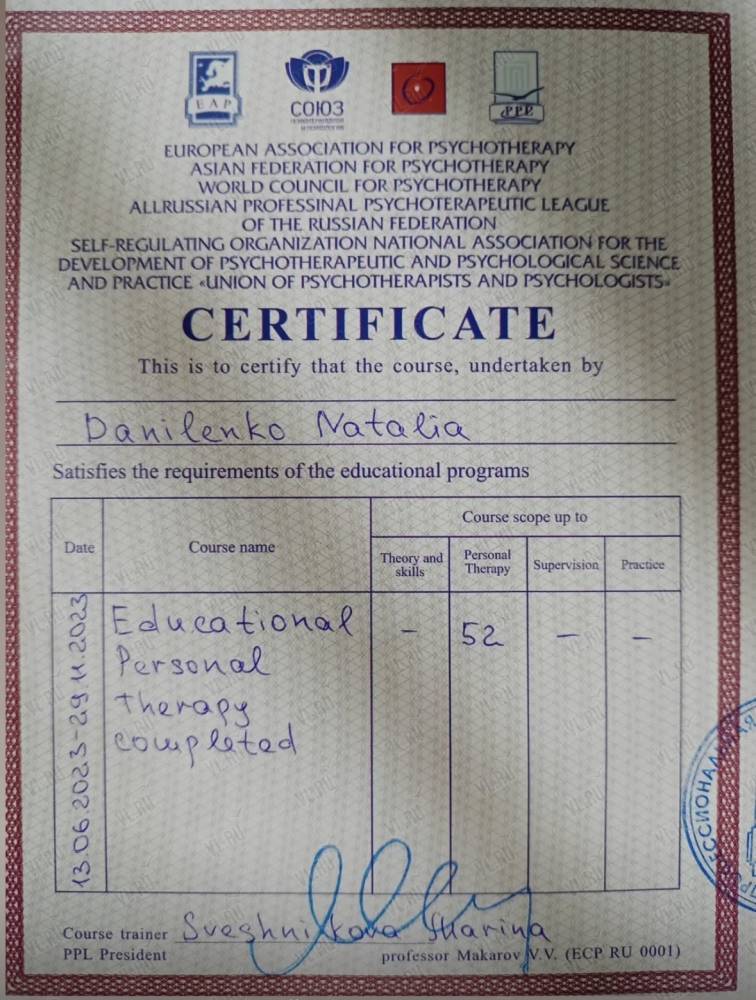 EAP
СОЮЗ
PPL
EUROPEAN ASSOCIATION FOR PSYCHOTHERAPY
ASIAN FEDERATION FOR PSYCHOTHERAPY
WORLD COUNCIL FOR PSYCHOTHERAPY
ALLRUSSIAN PROFESSINAL PSYCHOTERAPEUTIC LEAGUE
OF THE RUSSIAN FEDERATION
SELF-REGULATING ORGANIZATION NATIONAL ASSOCIATION FOR THE
DEVELOPMENT OF PSYCHOTHERAPEUTIC AND PSYCHOLOGICAL SCIENCE
AND PRACTICE «UNION OF PSYCHOTHERAPISTS AND PSYCHOLOGISTS»
CERTIFICATE
This is to certify that the course, undertaken by
Danilenko Natalia
Satisfies the requirements of the educational programs
Date
Course name
Course scope up to
Theory and skills
Personal Therapy
Supervision
Practice
13.06.2023-29.11.2023
Educational
Personal
therapy
completed
–
52
–
–
Course trainer Sveshnikova
PPL President professor Makarov V.V. (ECP RU 0001)
VL.RU